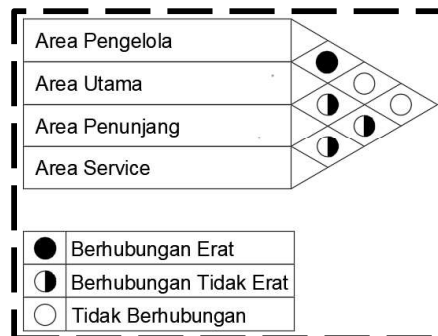 Area Pengelola
Area Utama
Area Penunjang
Area Service
Berhubungan Erat
Berhubungan Tidak Erat
Tidak Berhubungan